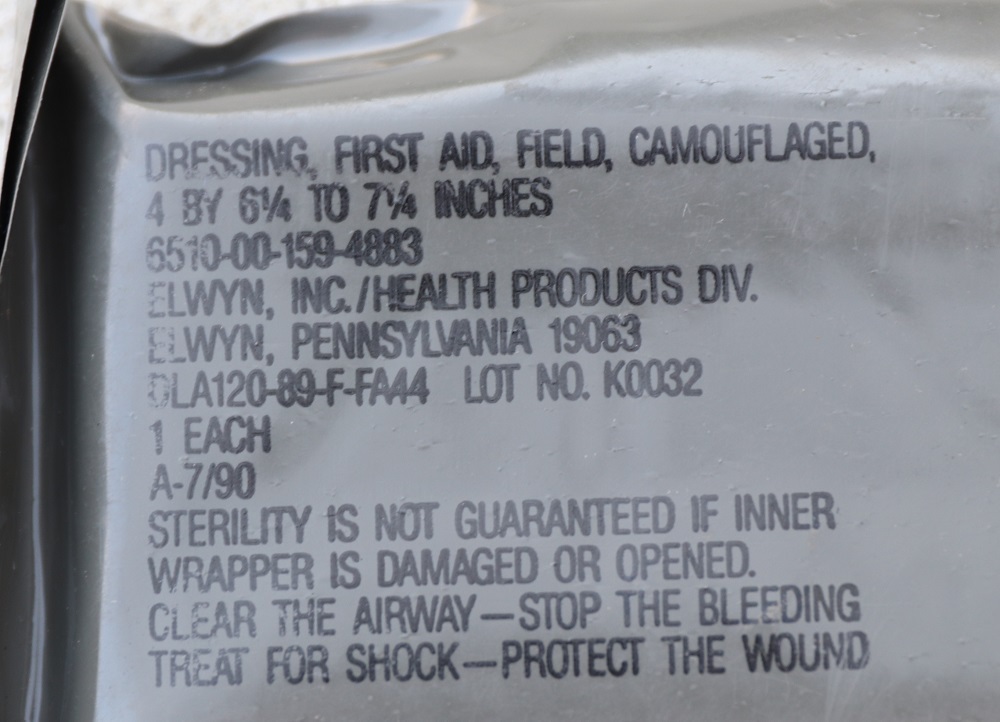 DRESSING, FIRST AID, FIELD, CAMOUFLAGED,
4 BY 6¼ TO 7¼ INCHES
6510-00-159-4883
ELWYN, INC./HEALTH PRODUCTS DIV.
ELWYN, PENNSYLVANIA 19063
DLA120-89-F-FA44 LOT NO. K0032
1 EACH
A-7/90
STERILITY IS NOT GUARANTEED IF INNER
WRAPPER IS DAMAGED OR OPENED.
CLEAR THE AIRWAY—STOP THE BLEEDING
TREAT FOR SHOCK—PROTECT THE WOUND